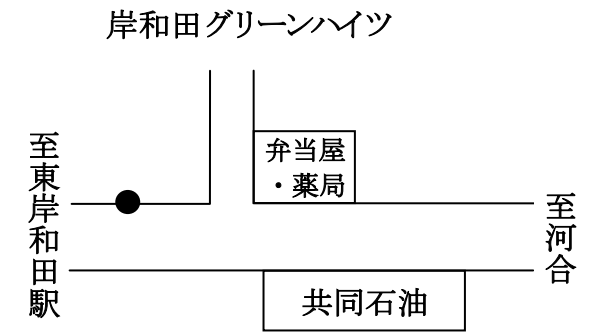 岸和田グリーンハイツ
至東岸和田駅
弁当屋
・薬局
至河合
共同石油